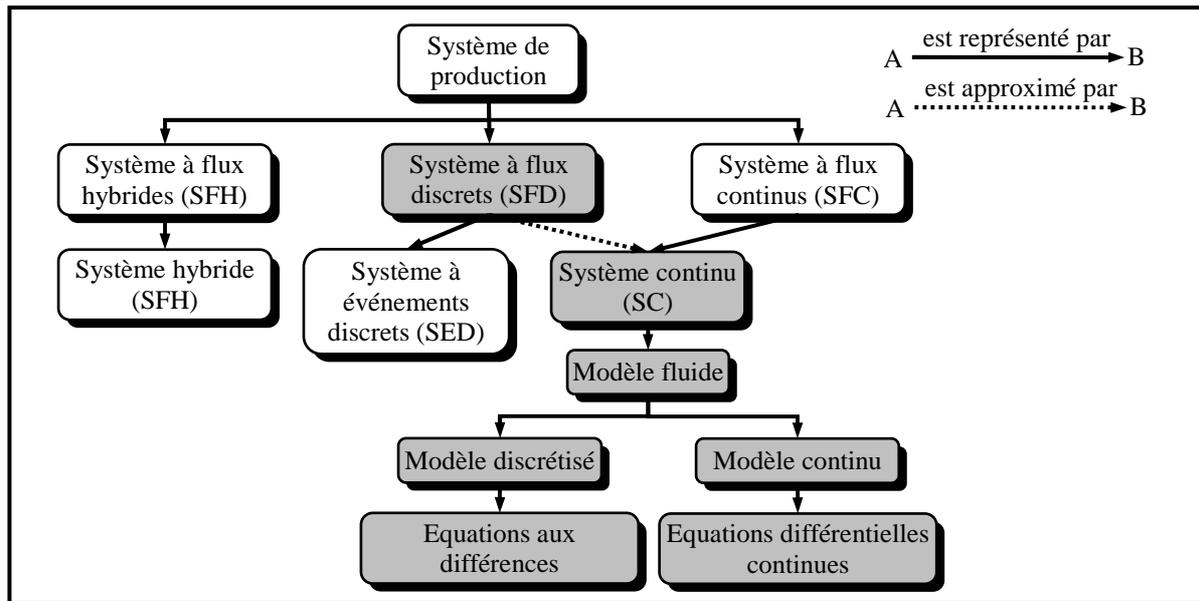 Système de
production
est représenté par
A B
est approximé par
A B
Système à flux
hybrides (SFH)
Système à flux
discrets (SFD)
Système à flux
continus (SFC)
Système hybride
(SFH)
Système à
événements
discrets (SED)
Système continu
(SC)
Modèle fluide
Modèle discrétisé
Modèle continu
Equations aux
différences
Equations différentielles
continues